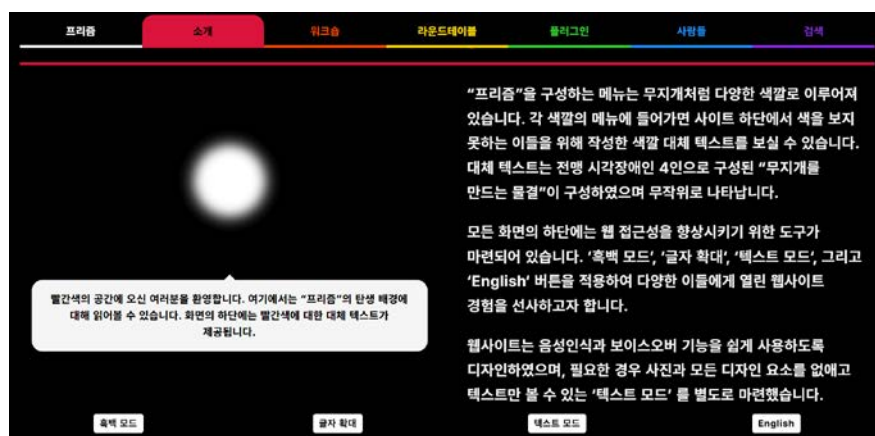 프리즘
소개
워크숍
라운드테이블
플러그인
사람들
검색
“프리즘”을 구성하는 메뉴는 무지개처럼 다양한 색깔로 이루어져
있습니다. 각 색깔의 메뉴에 들어가면 사이트 하단에서 색을 보지
못하는 이들을 위해 작성한 색깔 대체 텍스트를 보실 수 있습니다.
대체 텍스트는 전맹 시각장애인 4인으로 구성된 “무지개를
만드는 물결”이 구성하였으며 무작위로 나타납니다.
모든 화면의 하단에는 웹 접근성을 향상시키기 위한 도구가
마련되어 있습니다. ‘흑백 모드’, ‘글자 확대’, ‘텍스트 모드‘, 그리고
‘English’ 버튼을 적용하여 다양한 이들에게 열린 웹사이트
경험을 선사하고자 합니다.
웹사이트는 음성인식과 보이스오버 기능을 쉽게 사용하도록
디자인하였으며, 필요한 경우 사진과 모든 디자인 요소를 없애고
텍스트만 볼 수 있는 ‘텍스트 모드’ 를 별도로 마련했습니다.
빨간색의 공간에 오신 여러분을 환영합니다. 여기에서는 “프리즘”의 탄생 배경에
대해 읽어볼 수 있습니다. 화면의 하단에는 빨간색에 대한 대체 텍스트가
제공됩니다.
흑백 모드
글자 확대
텍스트 모드
English